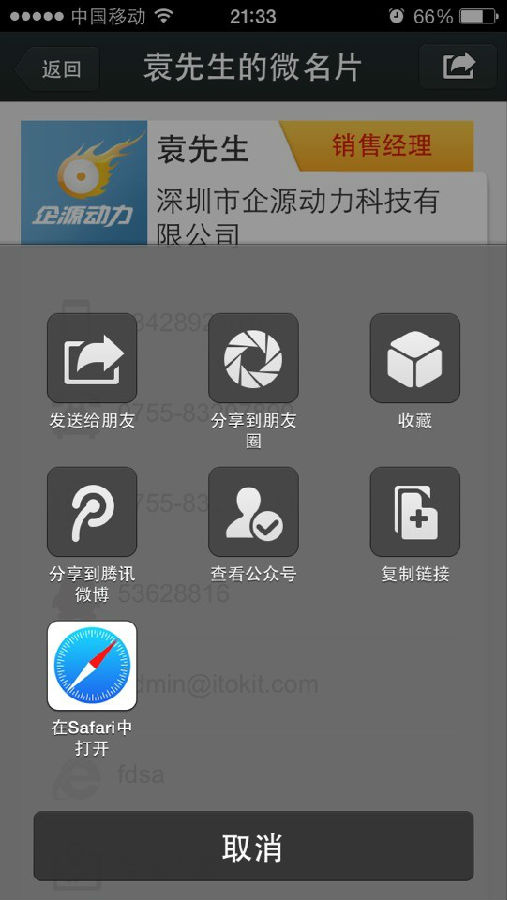 中国移动 21:33 66%
返回 袁先生的微名片
袁先生 销售经理
企源动力
深圳市企源动力科技有
限公司
发送给朋友 分享到朋友 收藏
圈
分享到腾讯 查看公众号 复制链接
微博
53628816
admin@itokit.com
在Safari中
打开
fdsa
取消